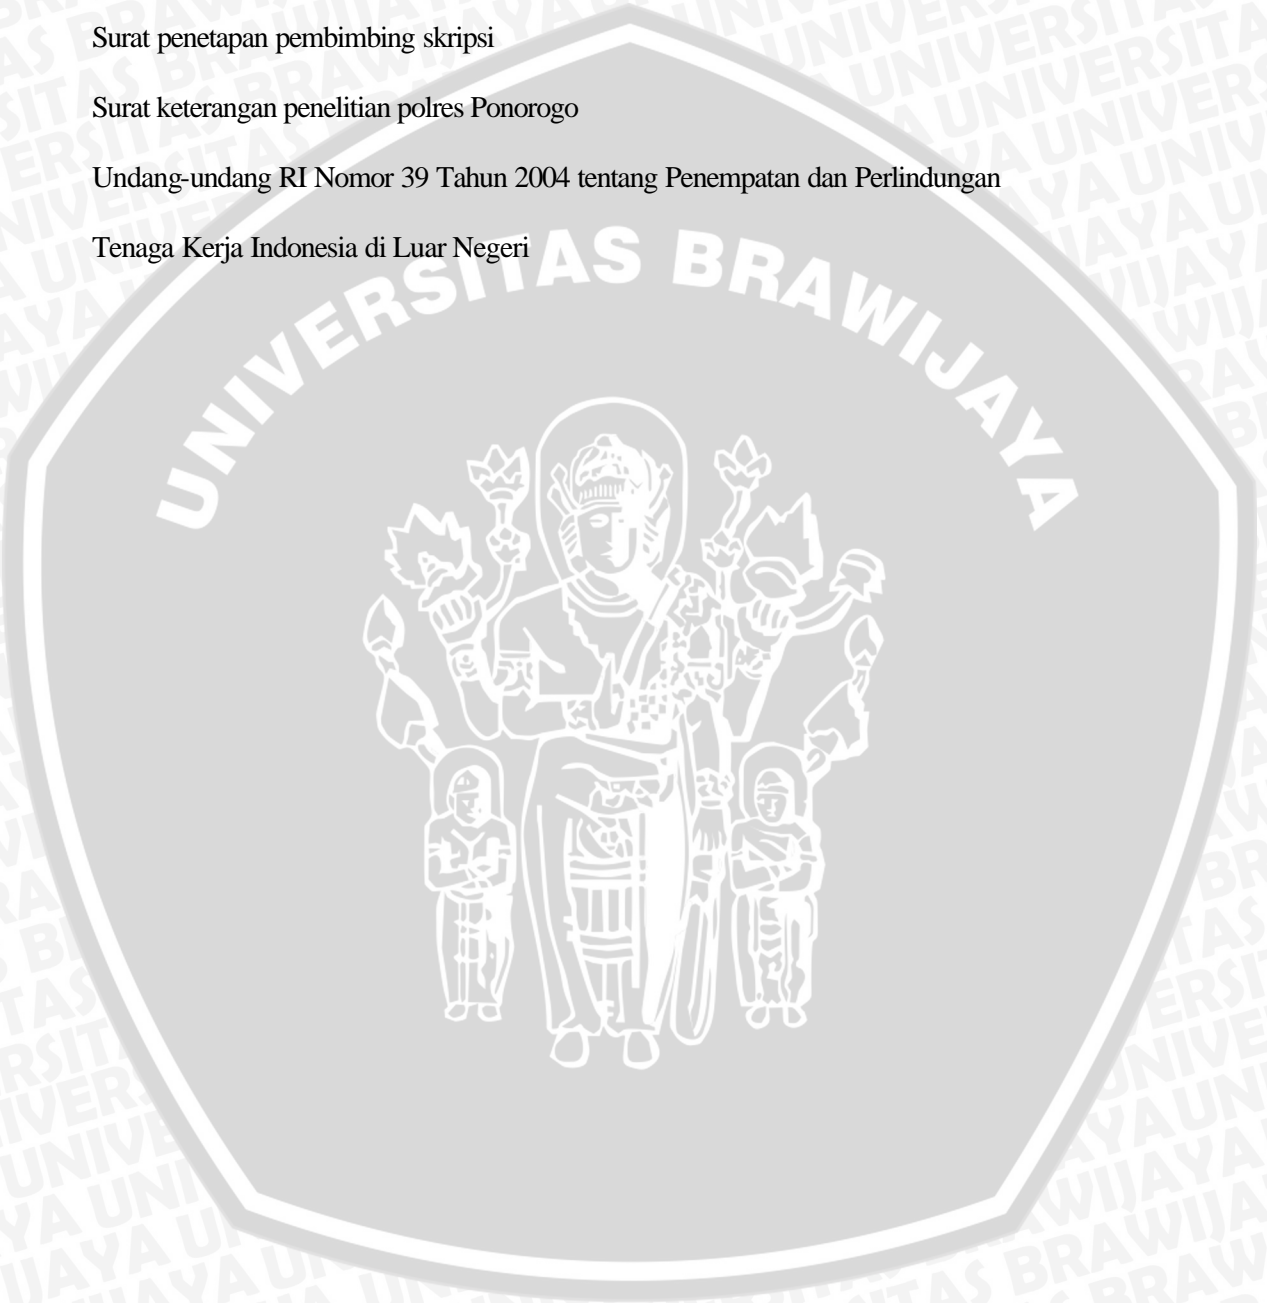 Surat penetapan pembimbing skripsi
Surat keterangan penelitian polres Ponorogo
Undang-undang RI Nomor 39 Tahun 2004 tentang Penempatan dan Perlindungan
Tenaga Kerja Indonesia di Luar Negeri
UNIVERSITAS BRAWIJAYA